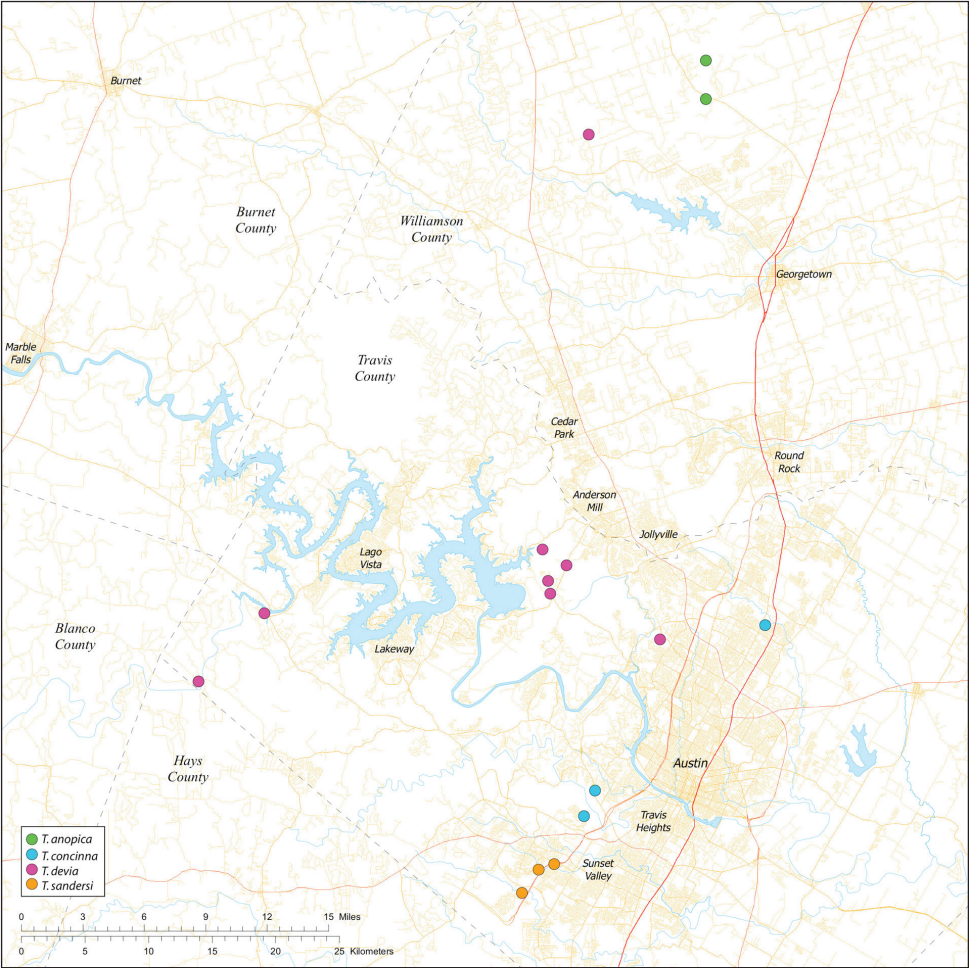 Burnet
Burnet
County
Williamson
County
Georgetown
Marble
Falls
Travis
County
Cedar
Park
Round
Rock
Anderson
Mill
Jollyville
Lago
Vista
Blanco
County
Lakeway
Hays
County
Austin
Travis
Heights
Sunset
Valley
T. anopica
T. concinna
T. devia
T. sandersi
0 3 6 9 12 15 Miles
0 5 10 15 20 25 Kilometers